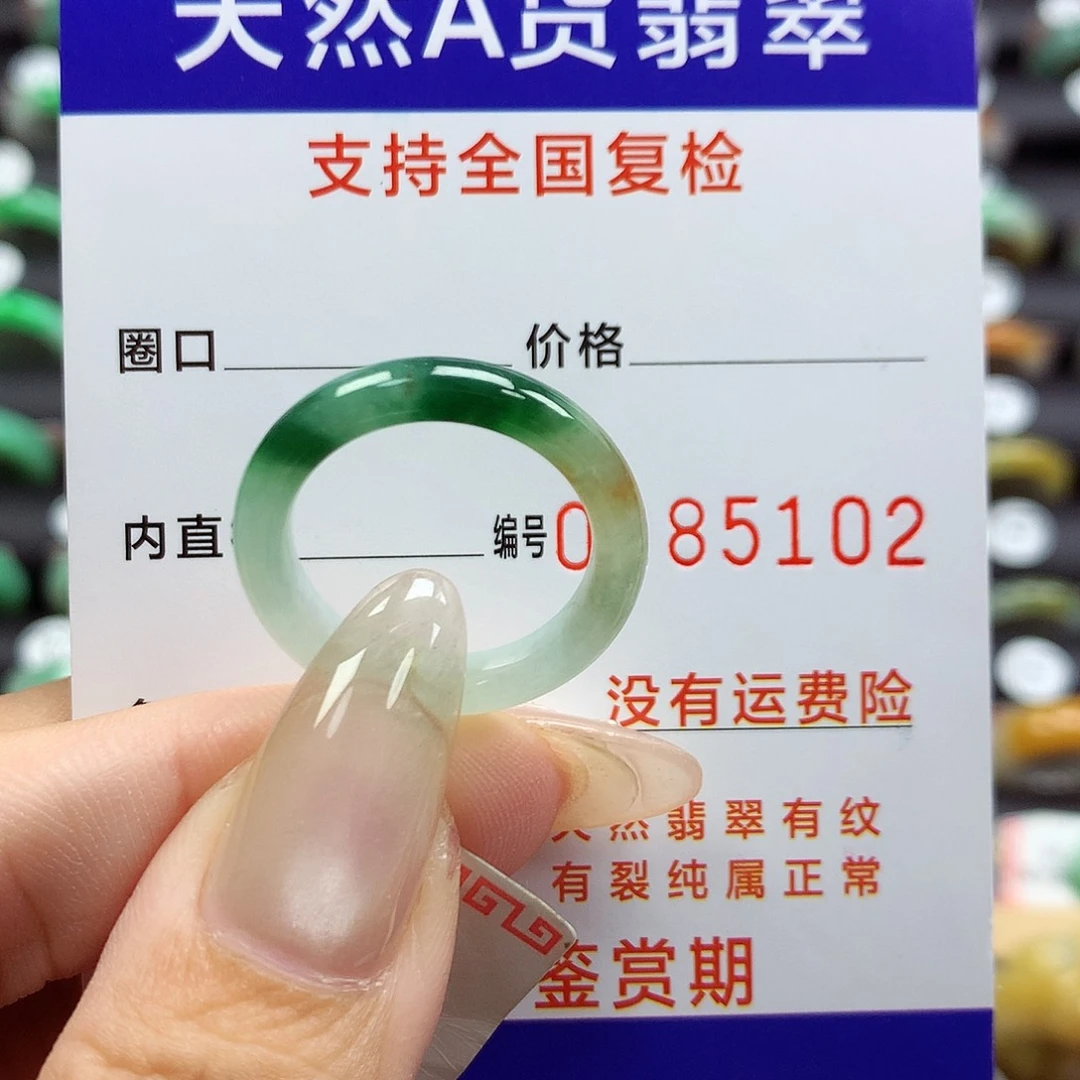 天然A货翡翠
支持全国复检
圈口 价格
内直 编号0 85102
没有运费险
天然翡翠有纹
有裂纯属正常
鉴赏期